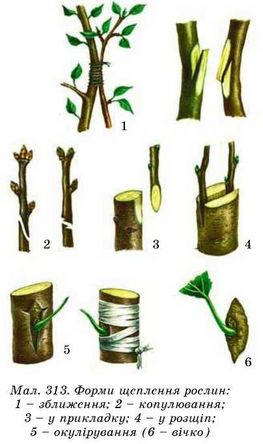 1
2
3
4
5
6
Мал. 313. Форми щеплення рослин:
1 – зближення; 2 – копулювання;
3 – у прикладку; 4 – у розщіп;
5 – окулірування (6 – вічко)